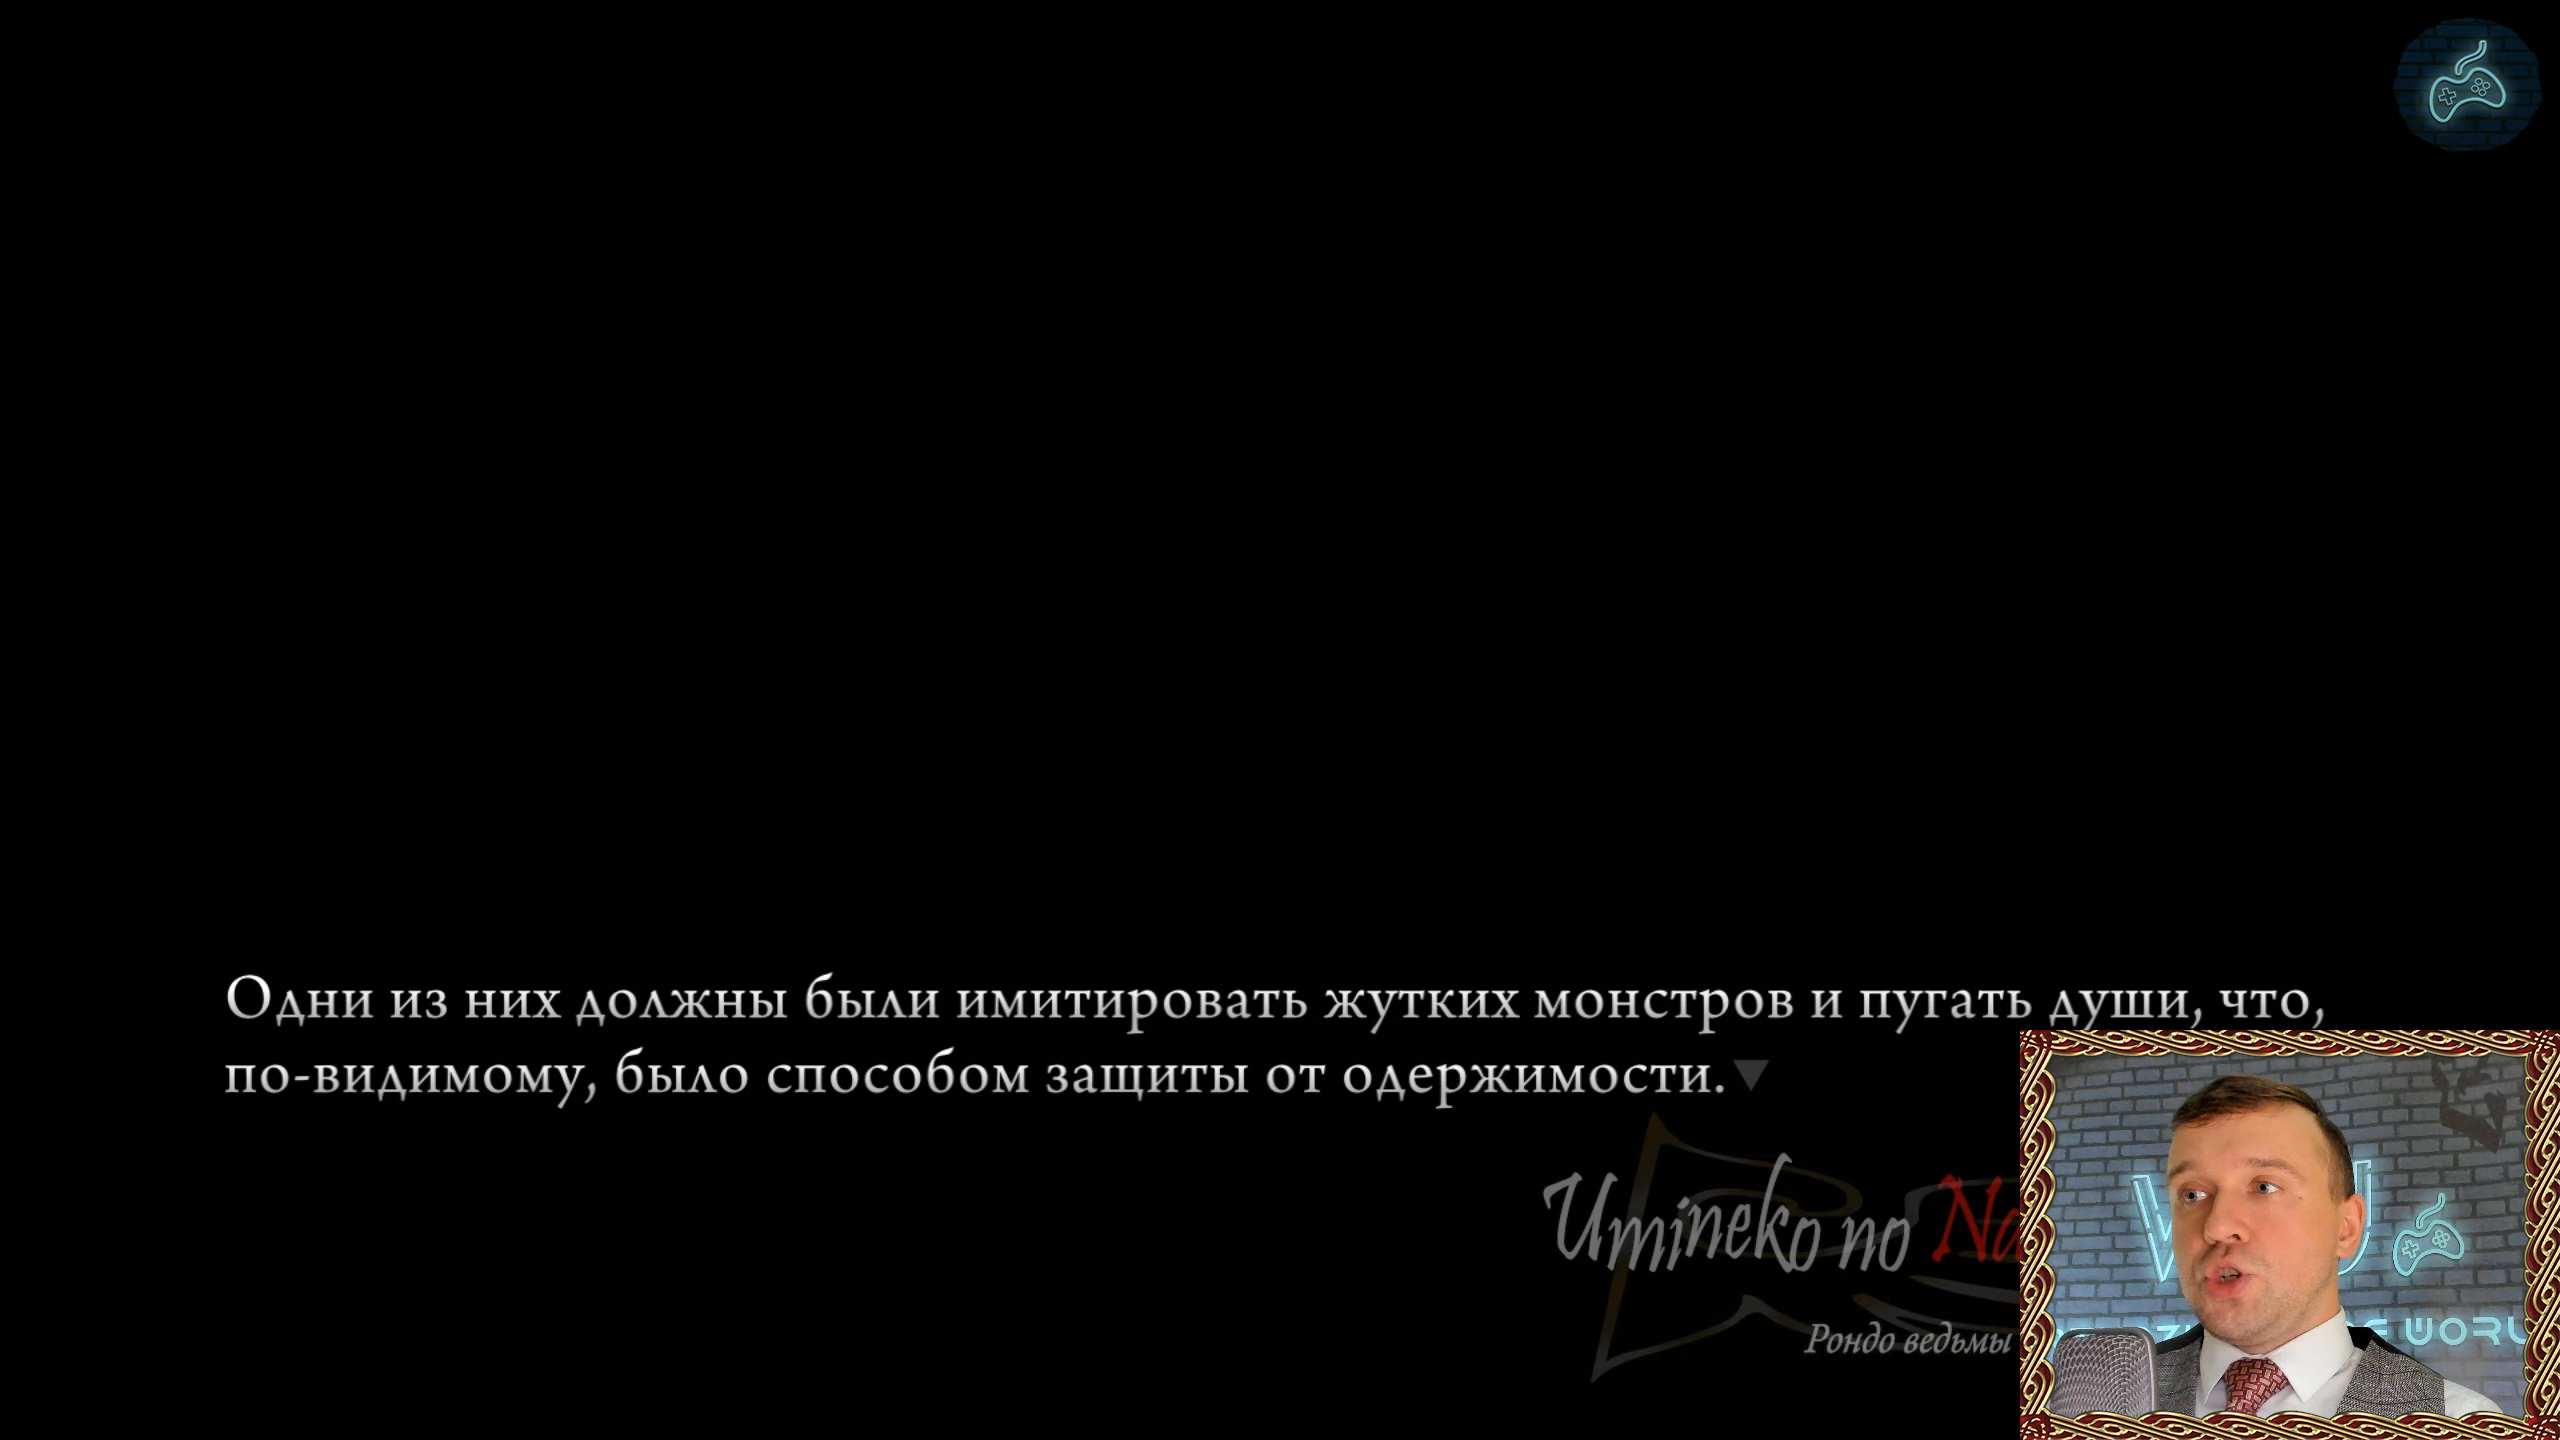 Одни из них должны были имитировать жутких монстров и пугать души, что,
по-видимому, было способом защиты от одержимости.
Umineko no
Рондо ведьмы